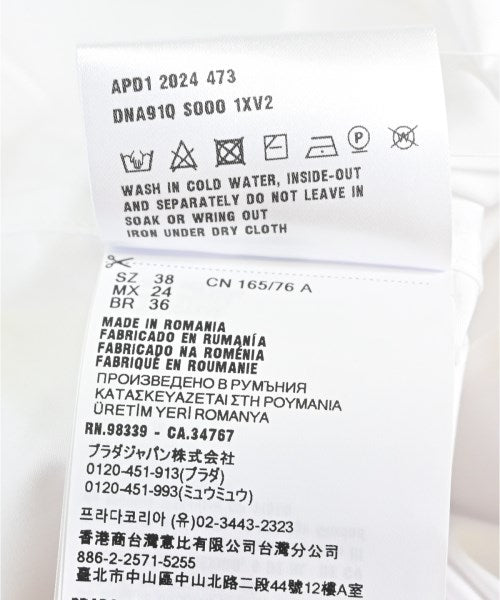 APD1 2024 473
DNA91Q S000 1XV2
P
W
WASH IN COLD WATER, INSIDE-OUT
AND SEPARATELY DO NOT LEAVE IN
SOAK OR WRING OUT
IRON UNDER DRY CLOTH
SZ 38 CN 165/76 A
MX 24
BR 36
MADE IN ROMANIA
FABRICADO EN RUMANÍA
FABRICADO NA ROMÉNIA
FABRIQUÉ EN ROUMANIE
ПРОИЗВЕДЕНО В РУМЪНИЯ
ΚΑΤΑΣΚΕΥΑΖΕΤΑΙ ΣΤΗ ΡΟΥΜΑΝΙΑ
ÜRETİM YERİ ROMANYA
RN.98339 - CA.34767
プラダジャパン株式会社
0120-451-913(プラダ)
0120-451-993(ミュウミュウ)
프라다코리아 (유)02-3443-2323
香港商台灣意比有限公司台灣分公司
886-2-2571-5255
臺北市中山區中山北路二段44號12樓A室